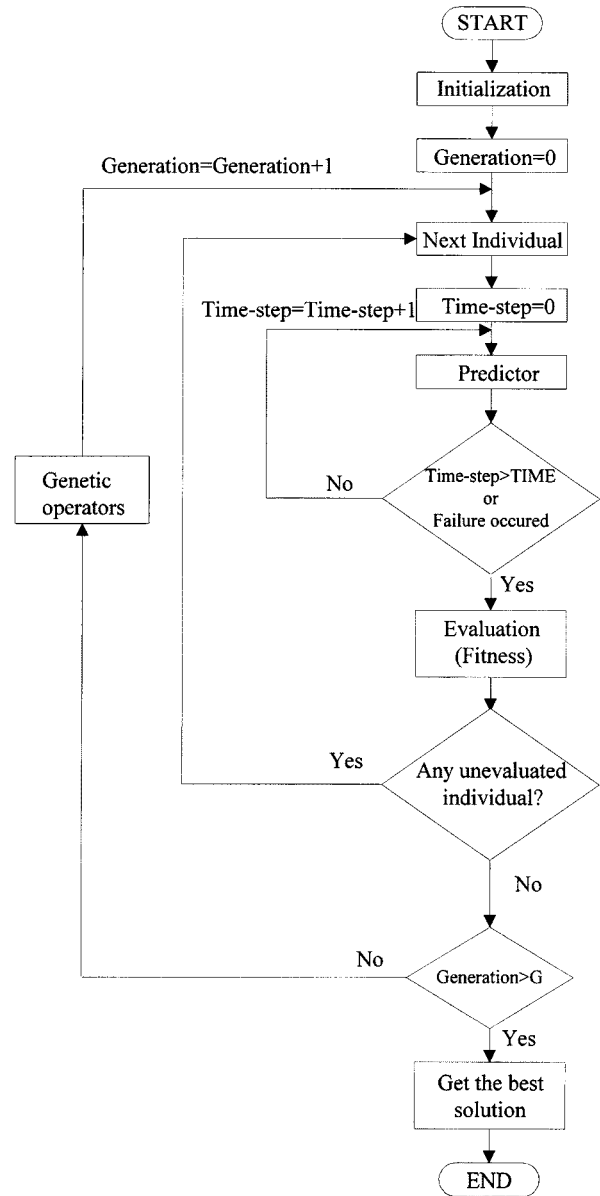 START
Initialization
Generation=0
Generation=Generation+1
Next Individual
Time-step=0
Time-step=Time-step+1
Predictor
Time-step>TIME
or
Failure occured
No
Genetic
operators
Yes
Evaluation
(Fitness)
Yes
Any unevaluated
individual?
No
No
Generation>G
Yes
Get the best
solution
END